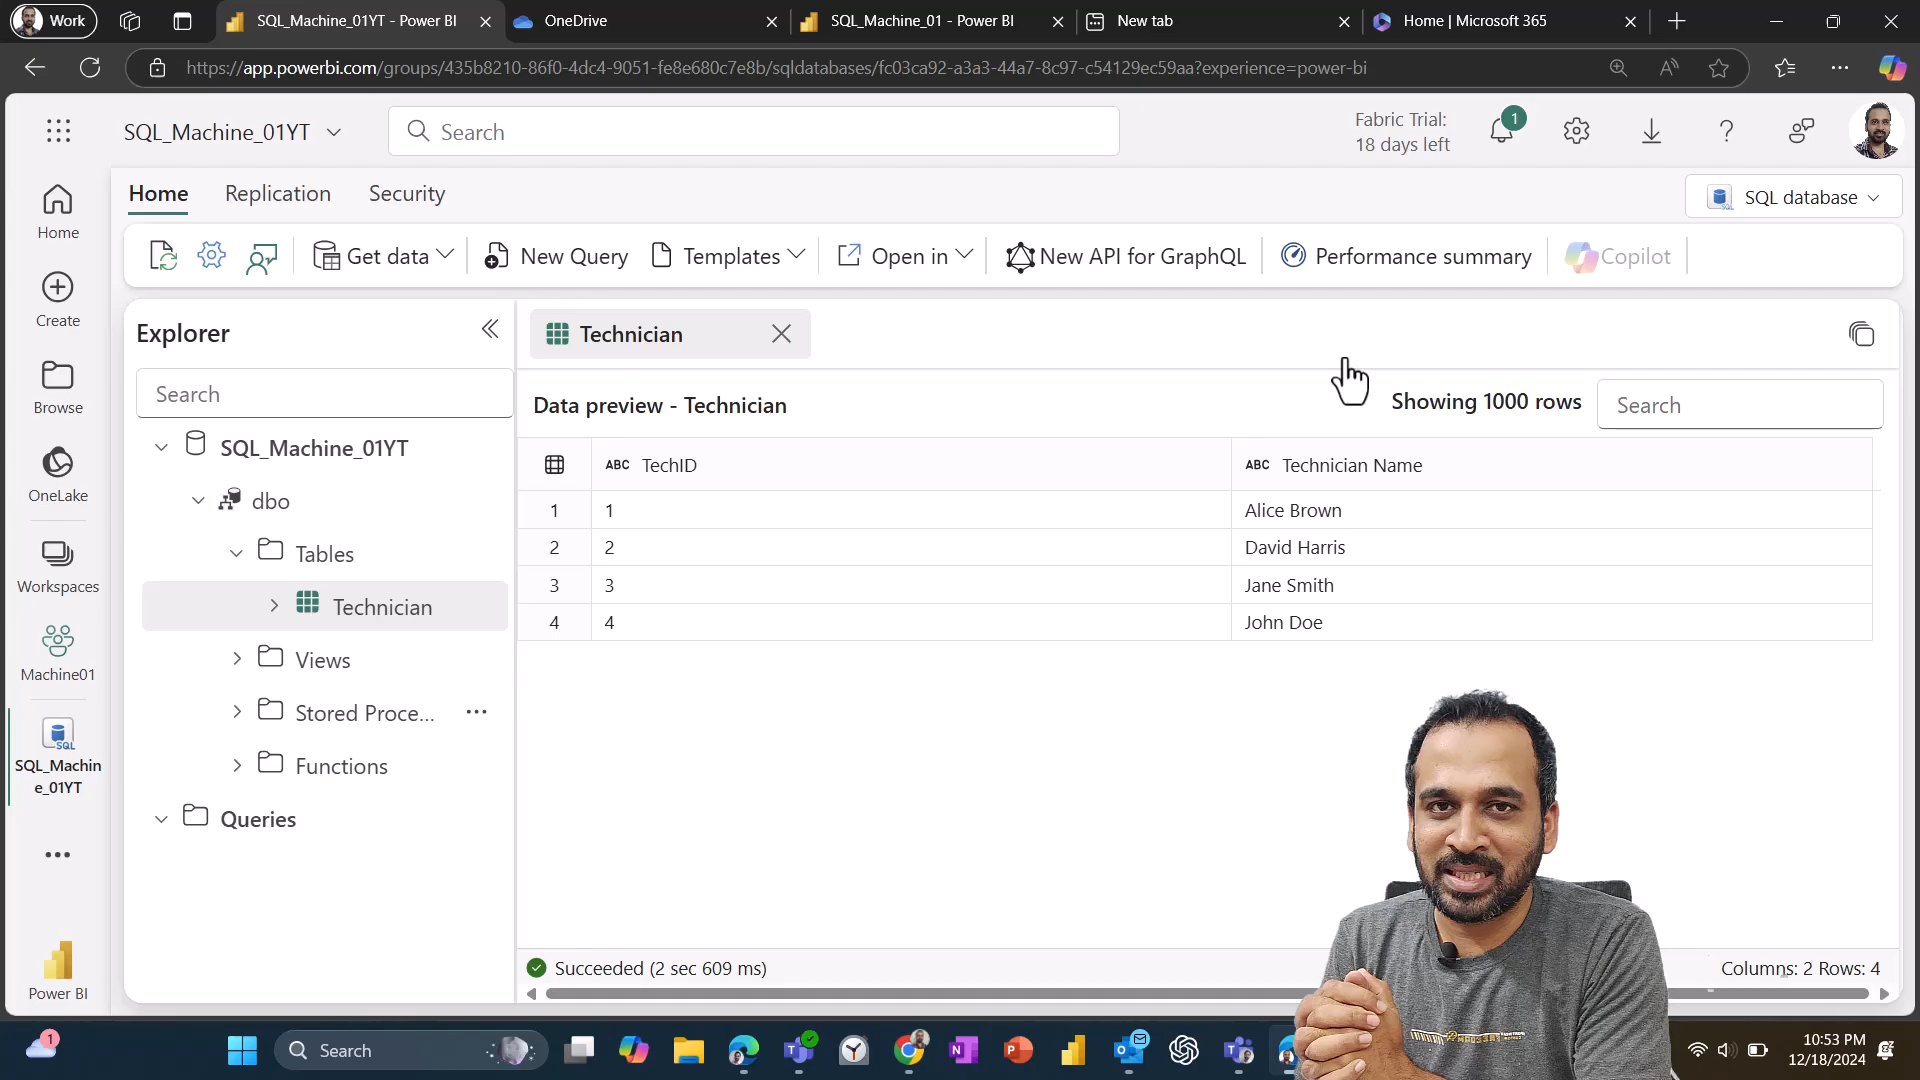 Work
SQL_Machine_01YT - Power BI
OneDrive
SQL_Machine_01 - Power BI
New tab
Home | Microsoft 365
https://app.powerbi.com/groups/435b8210-86f0-4dc4-9051-fe8e680c7e8b/sqldatabases/fc03ca92-a3a3-44a7-8c97-c54129ec59aa?experience=power-bi
SQL_Machine_01YT
Search
Fabric Trial:
18 days left
1
Home
Replication
Security
SQL database
Get data
New Query
Templates
Open in
New API for GraphQL
Performance summary
Copilot
Home
Create
Browse
OneLake
Workspaces
Machine01
SQL
SQL_Machin
e_01YT
Power BI
Explorer
Search
SQL_Machine_01YT
dbo
Tables
Technician
Views
Stored Proce...
Functions
Queries
Technician
Data preview - Technician
Showing 1000 rows
Search
ABC TechID
ABC Technician Name
1 1 Alice Brown
2 2 David Harris
3 3 Jane Smith
4 4 John Doe
Succeeded (2 sec 609 ms)
Columns: 2 Rows: 4
1
Search
10:53 PM
12/18/2024